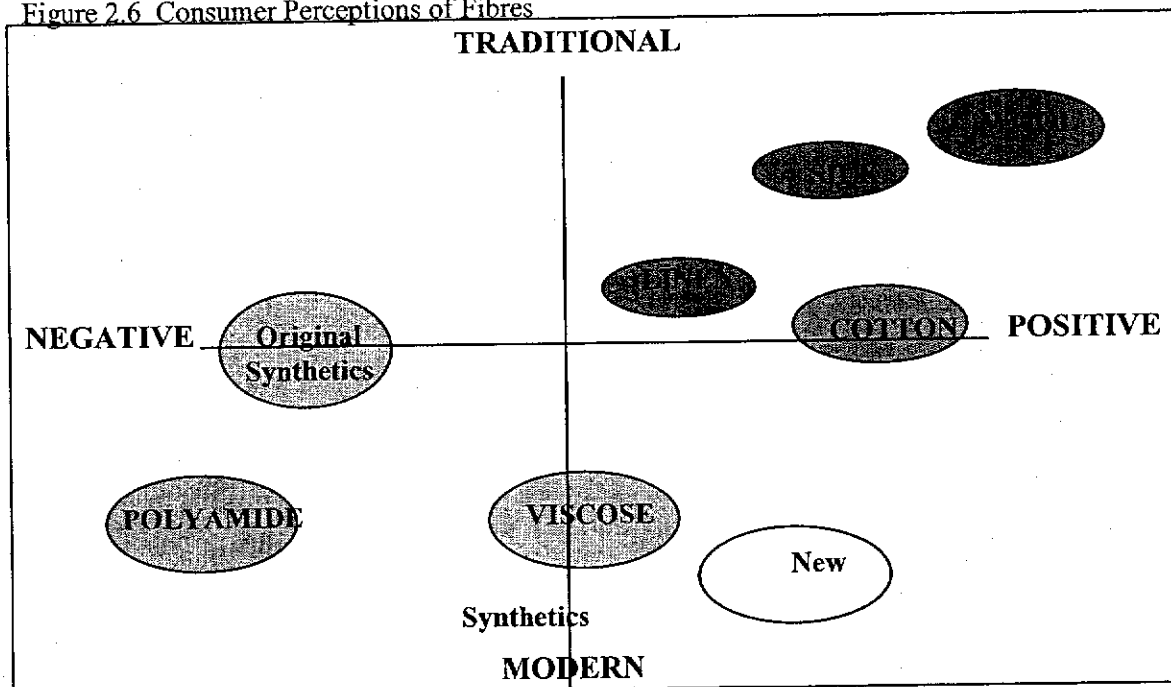 Figure 2.6 Consumer Perceptions of Fibres
TRADITIONAL
NEGATIVE
Original
Synthetics
COTTON
POSITIVE
POLYAMIDE
VISCOSE
New
Synthetics
MODERN